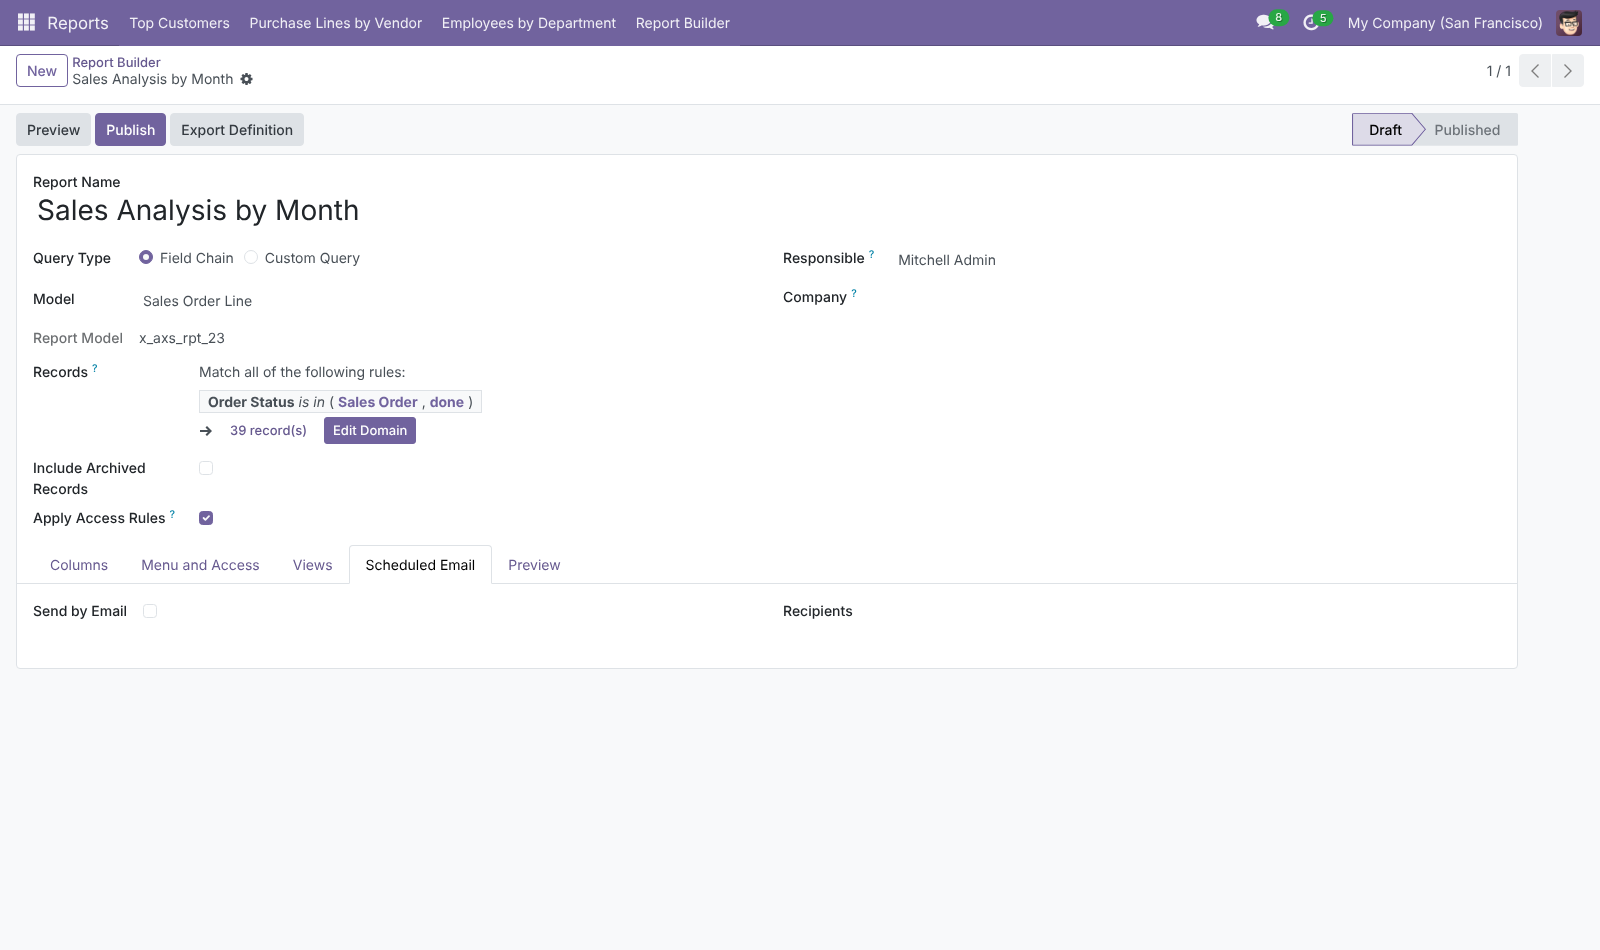 Reports Top Customers Purchase Lines by Vendor Employees by Department Report Builder 8 5 My Company (San Francisco)
New Report Builder
Sales Analysis by Month 1 / 1
Preview Publish Export Definition Draft Published
Report Name
Sales Analysis by Month
Query Type Field Chain Custom Query Responsible ? Mitchell Admin
Model Sales Order Line Company ?
Report Model x_axs_rpt_23
Records ? Match all of the following rules:
Order Status is in ( Sales Order , done )
39 record(s) Edit Domain
Include Archived
Records
Apply Access Rules ?
Columns Menu and Access Views Scheduled Email Preview
Send by Email Recipients